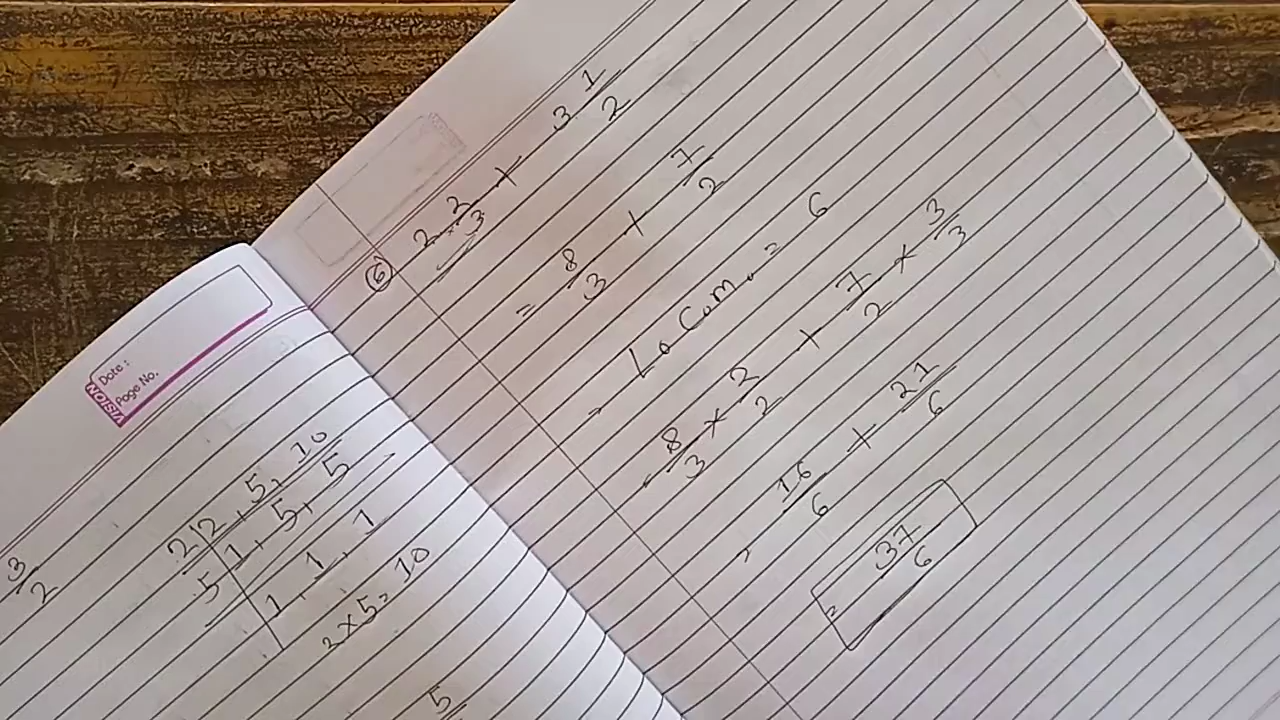 Date :
Page No.
VISION
3/2
2 | 2, 5, 10
5 | 1, 5, 5
1, 1, 1
2 × 5 = 10
5
(6) 2 2/3 + 3 1/2
= 8/3 + 7/2
L.C.M. = 6
= 8/3 × 2/2 + 7/2 × 3/3
= 16/6 + 21/6
= 37/6